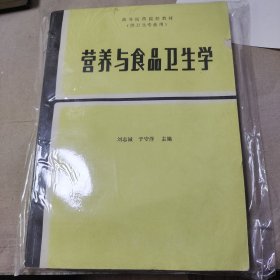 高等医药院校教材
（供卫生专业用）
营养与食品卫生学
刘志诚 于守洋 主编